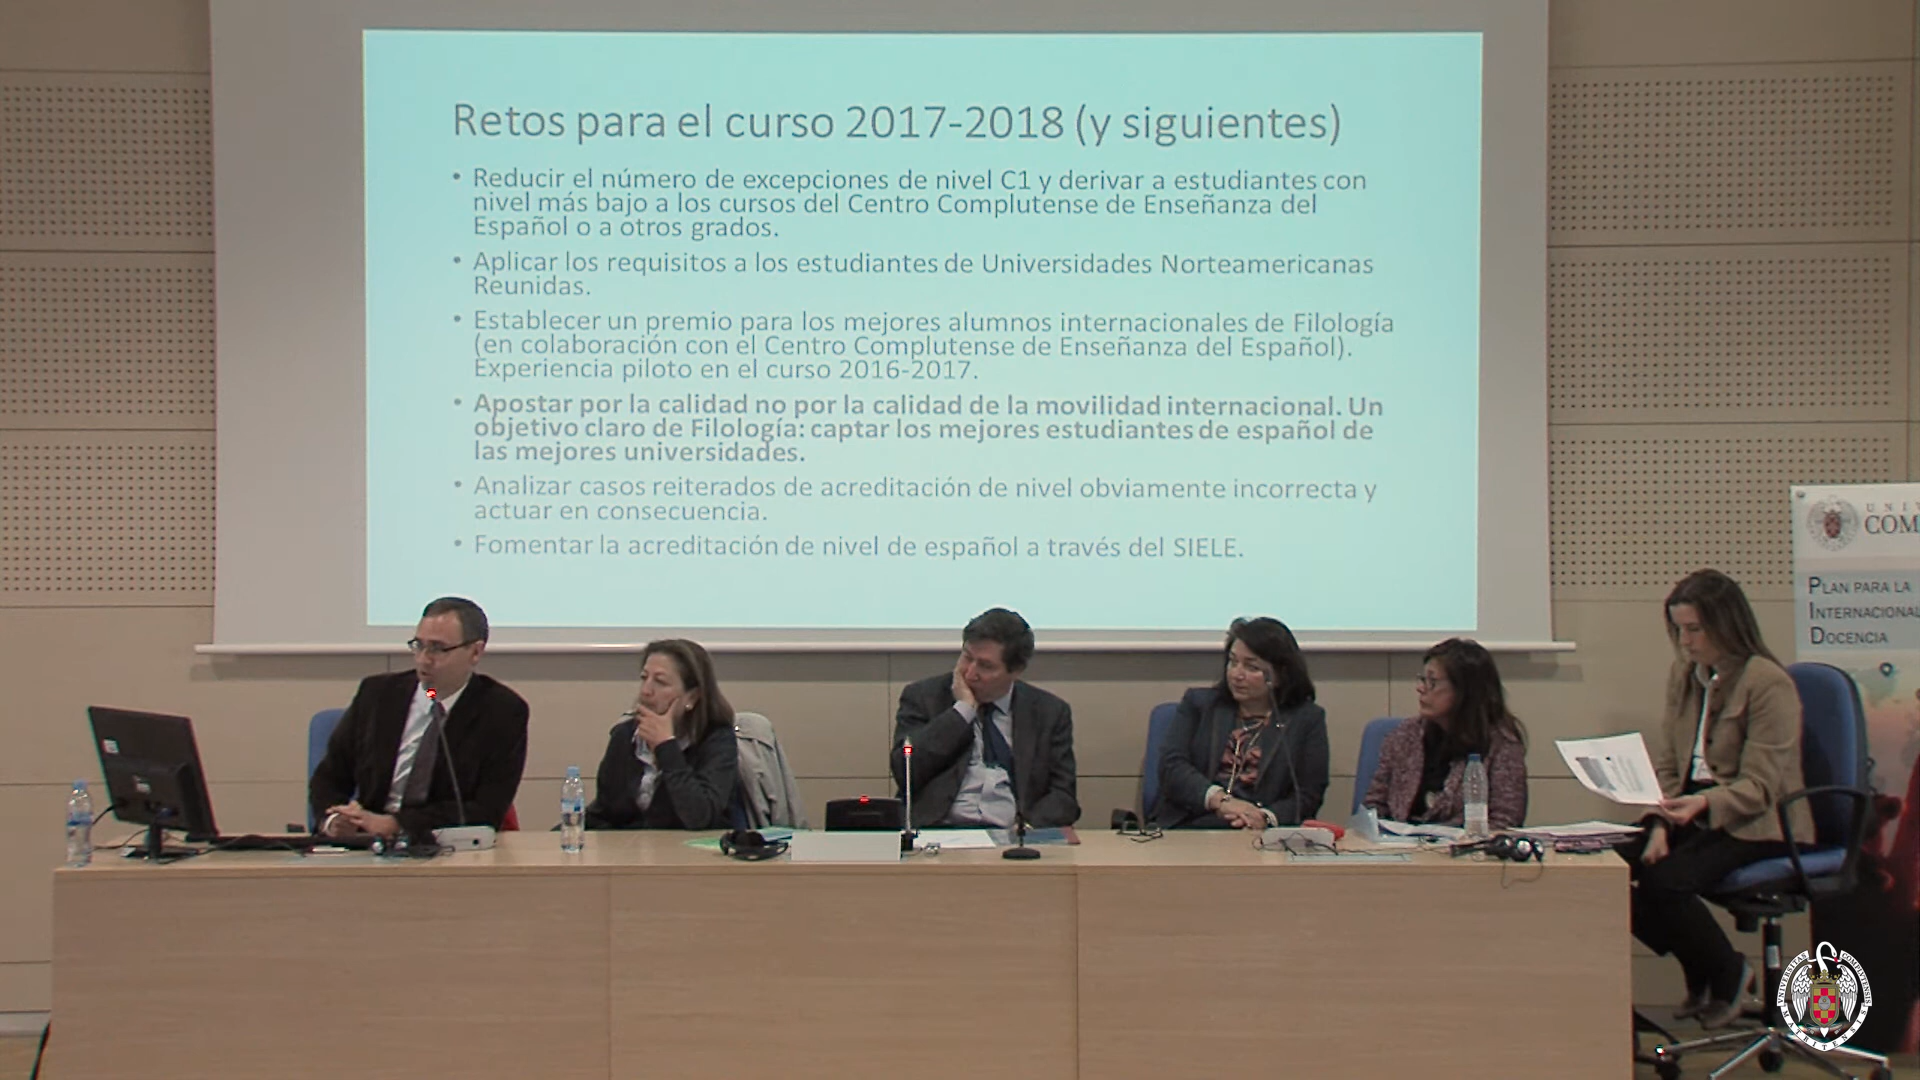 Retos para el curso 2017-2018 (y siguientes)
• Reducir el número de excepciones de nivel C1 y derivar a estudiantes con
nivel más bajo a los cursos del Centro Complutense de Enseñanza del
Español o a otros grados.
• Aplicar los requisitos a los estudiantes de Universidades Norteamericanas
Reunidas.
• Establecer un premio para los mejores alumnos internacionales de Filología
(en colaboración con el Centro Complutense de Enseñanza del Español).
Experiencia piloto en el curso 2016-2017.
• Apostar por la calidad no por la calidad de la movilidad internacional. Un
objetivo claro de Filología: captar los mejores estudiantes de español de
las mejores universidades.
• Analizar casos reiterados de acreditación de nivel obviamente incorrecta y
actuar en consecuencia.
• Fomentar la acreditación de nivel de español a través del SIELE.
UNI
COM
PLAN PARA LA
INTERNACIONAL
DOCENCIA
UNIVERSITAS COMPLUTENSIS
MATRITENSIS